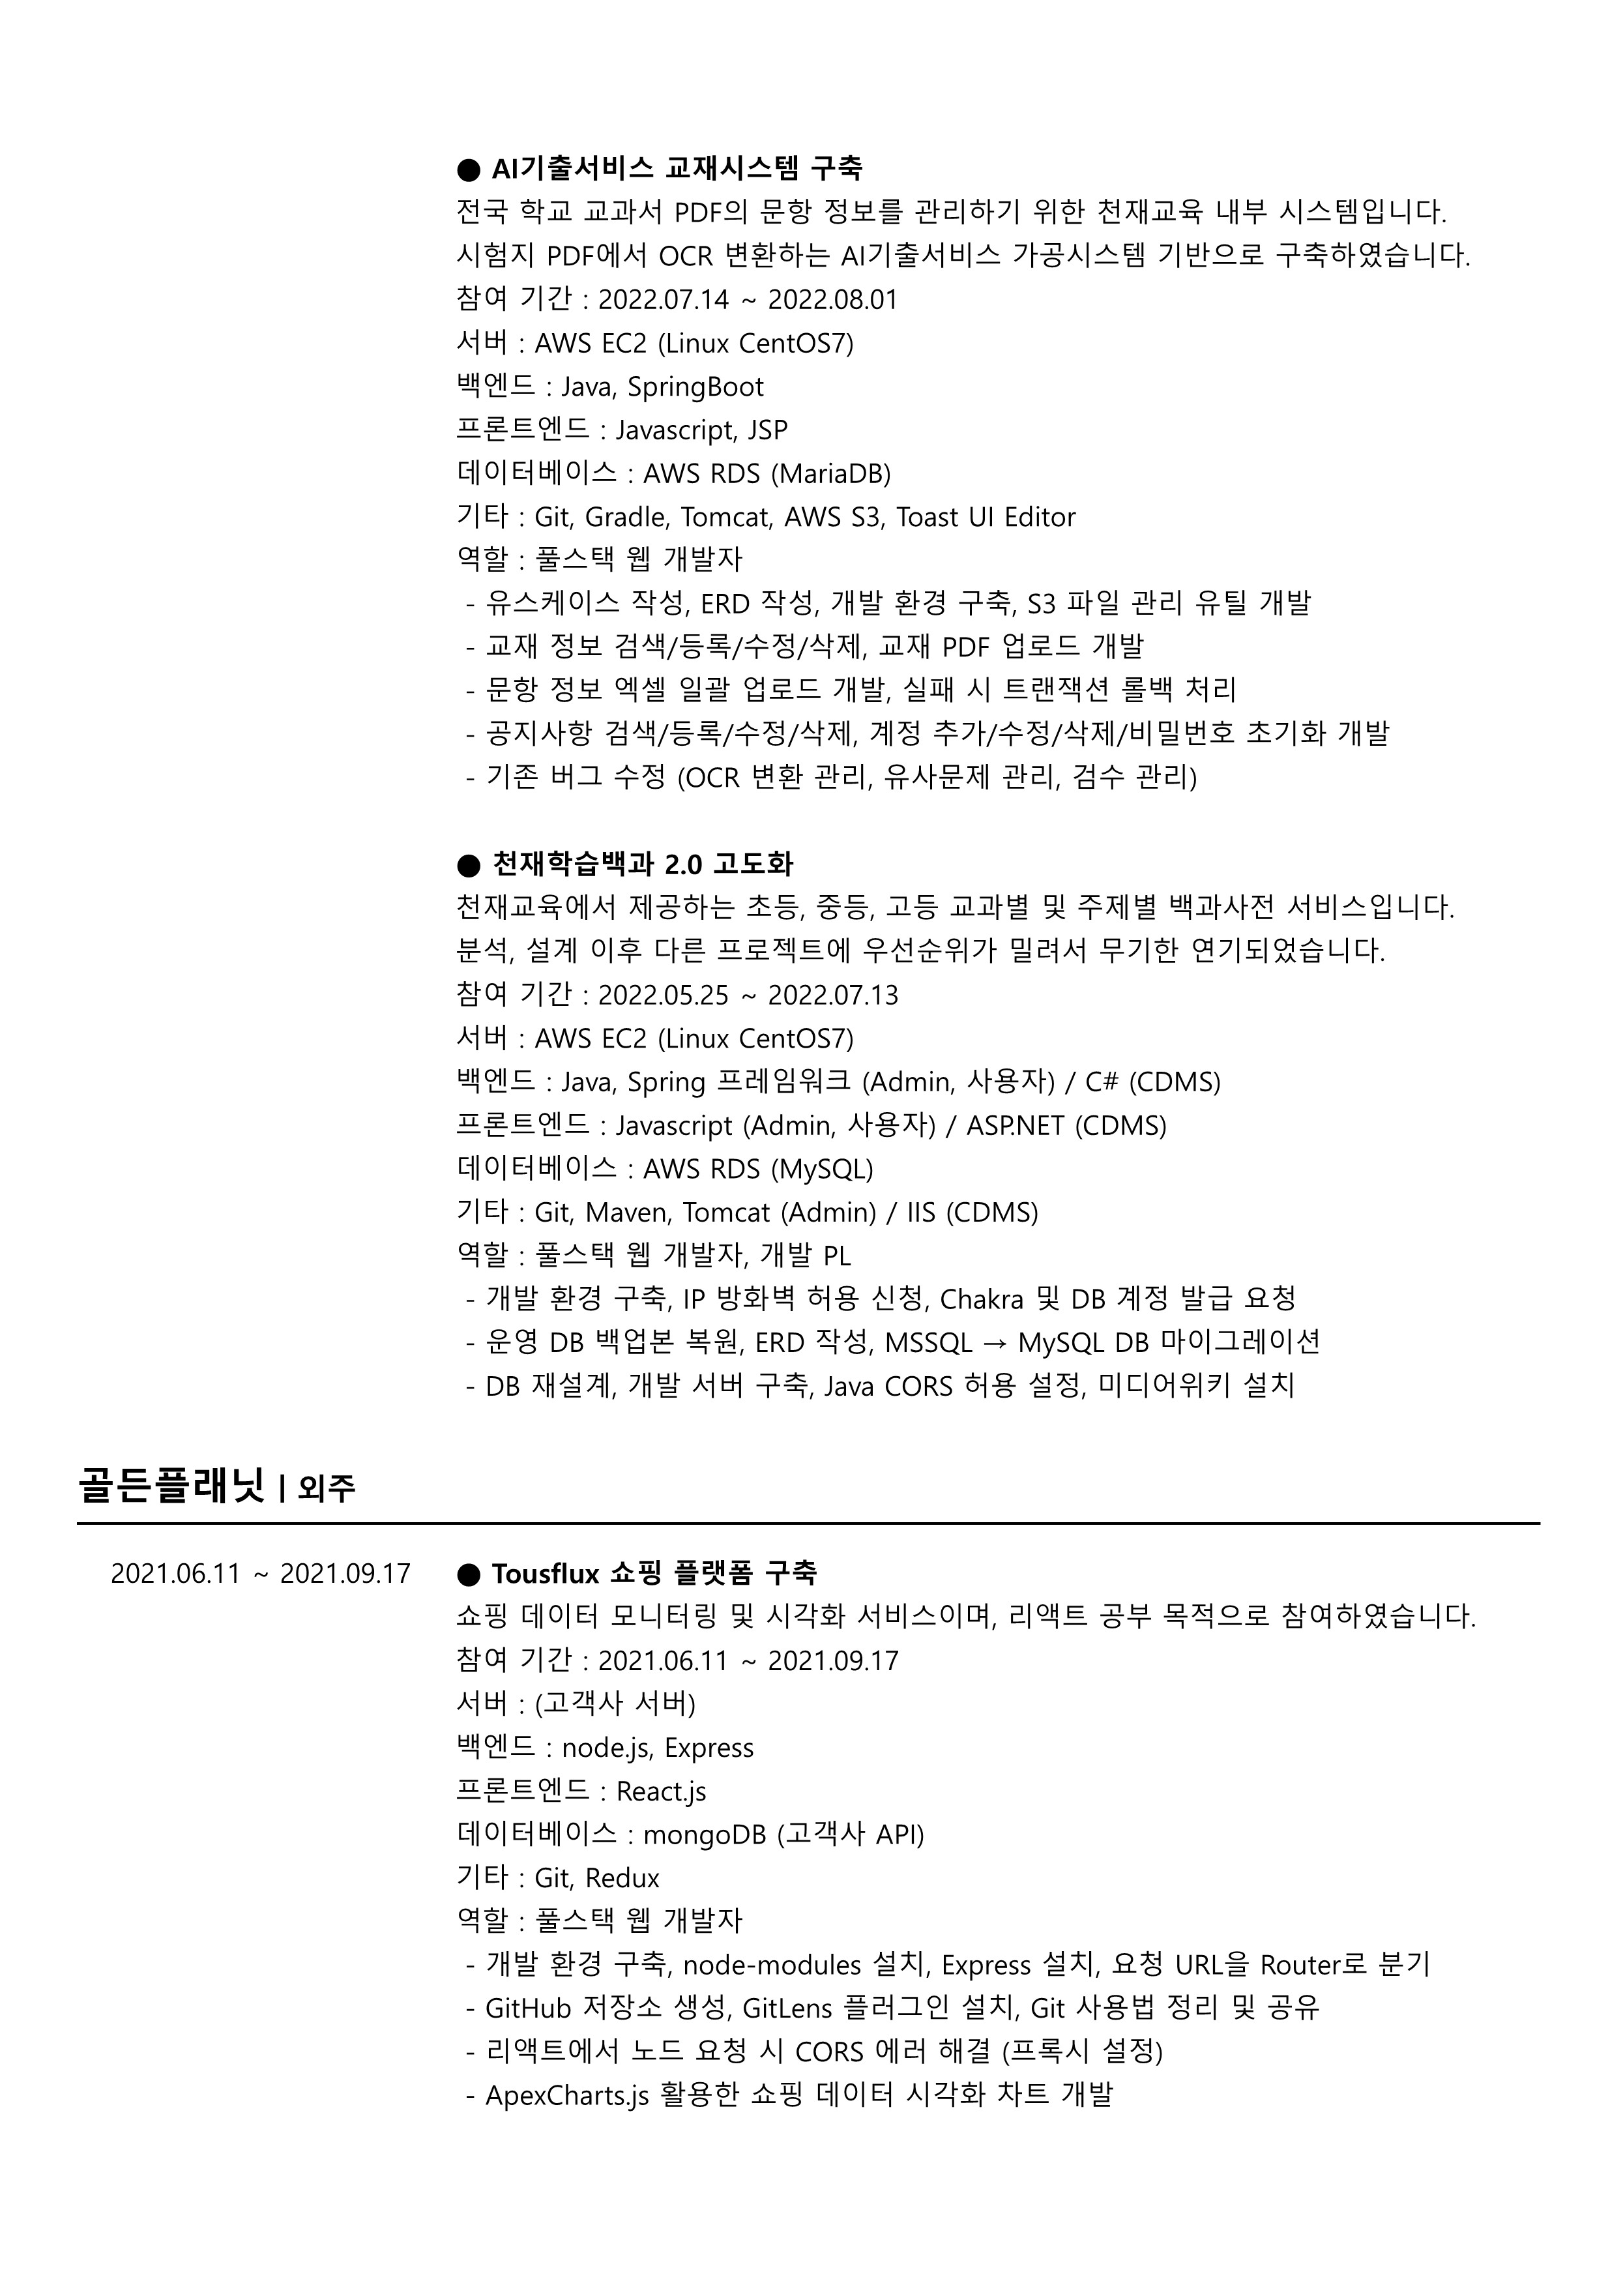 ● AI기출서비스 교재시스템 구축
전국 학교 교과서 PDF의 문항 정보를 관리하기 위한 천재교육 내부 시스템입니다.
시험지 PDF에서 OCR 변환하는 AI기출서비스 가공시스템 기반으로 구축하였습니다.
참여 기간 : 2022.07.14 ~ 2022.08.01
서버 : AWS EC2 (Linux CentOS7)
백엔드 : Java, SpringBoot
프론트엔드 : Javascript, JSP
데이터베이스 : AWS RDS (MariaDB)
기타 : Git, Gradle, Tomcat, AWS S3, Toast UI Editor
역할 : 풀스택 웹 개발자
- 유스케이스 작성, ERD 작성, 개발 환경 구축, S3 파일 관리 유틸 개발
- 교재 정보 검색/등록/수정/삭제, 교재 PDF 업로드 개발
- 문항 정보 엑셀 일괄 업로드 개발, 실패 시 트랜잭션 롤백 처리
- 공지사항 검색/등록/수정/삭제, 계정 추가/수정/삭제/비밀번호 초기화 개발
- 기존 버그 수정 (OCR 변환 관리, 유사문제 관리, 검수 관리)
● 천재학습백과 2.0 고도화
천재교육에서 제공하는 초등, 중등, 고등 교과별 및 주제별 백과사전 서비스입니다.
분석, 설계 이후 다른 프로젝트에 우선순위가 밀려서 무기한 연기되었습니다.
참여 기간 : 2022.05.25 ~ 2022.07.13
서버 : AWS EC2 (Linux CentOS7)
백엔드 : Java, Spring 프레임워크 (Admin, 사용자) / C# (CDMS)
프론트엔드 : Javascript (Admin, 사용자) / ASP.NET (CDMS)
데이터베이스 : AWS RDS (MySQL)
기타 : Git, Maven, Tomcat (Admin) / IIS (CDMS)
역할 : 풀스택 웹 개발자, 개발 PL
- 개발 환경 구축, IP 방화벽 허용 신청, Chakra 및 DB 계정 발급 요청
- 운영 DB 백업본 복원, ERD 작성, MSSQL → MySQL DB 마이그레이션
- DB 재설계, 개발 서버 구축, Java CORS 허용 설정, 미디어위키 설치
골든플래닛 | 외주
2021.06.11 ~ 2021.09.17
● Tousflux 쇼핑 플랫폼 구축
쇼핑 데이터 모니터링 및 시각화 서비스이며, 리액트 공부 목적으로 참여하였습니다.
참여 기간 : 2021.06.11 ~ 2021.09.17
서버 : (고객사 서버)
백엔드 : node.js, Express
프론트엔드 : React.js
데이터베이스 : mongoDB (고객사 API)
기타 : Git, Redux
역할 : 풀스택 웹 개발자
- 개발 환경 구축, node-modules 설치, Express 설치, 요청 URL을 Router로 분기
- GitHub 저장소 생성, GitLens 플러그인 설치, Git 사용법 정리 및 공유
- 리액트에서 노드 요청 시 CORS 에러 해결 (프록시 설정)
- ApexCharts.js 활용한 쇼핑 데이터 시각화 차트 개발